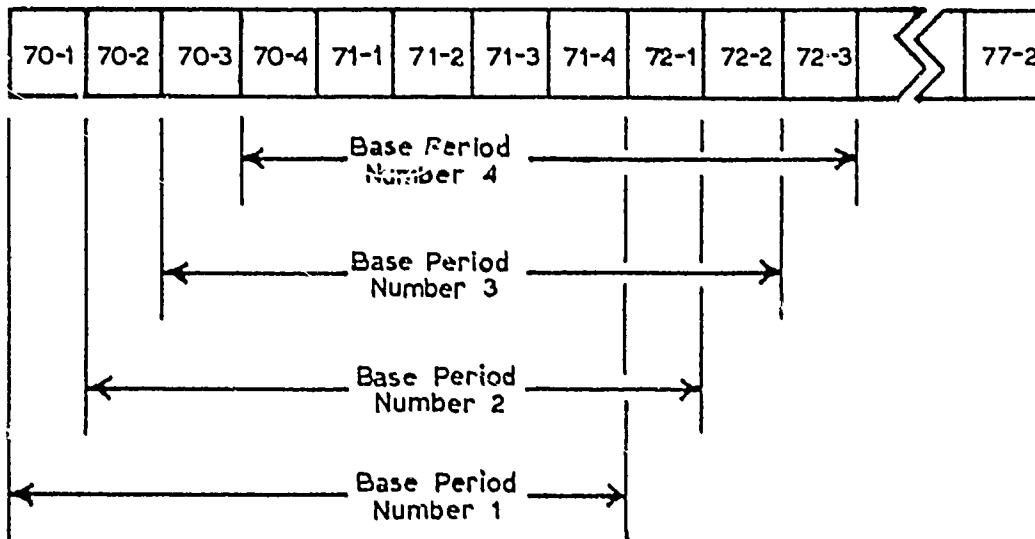 70-1 70-2 70-3 70-4 71-1 71-2 71-3 71-4 72-1 72-2 72-3 77-2
Base Period
Number 4
Base Period
Number 3
Base Period
Number 2
Base Period
Number 1